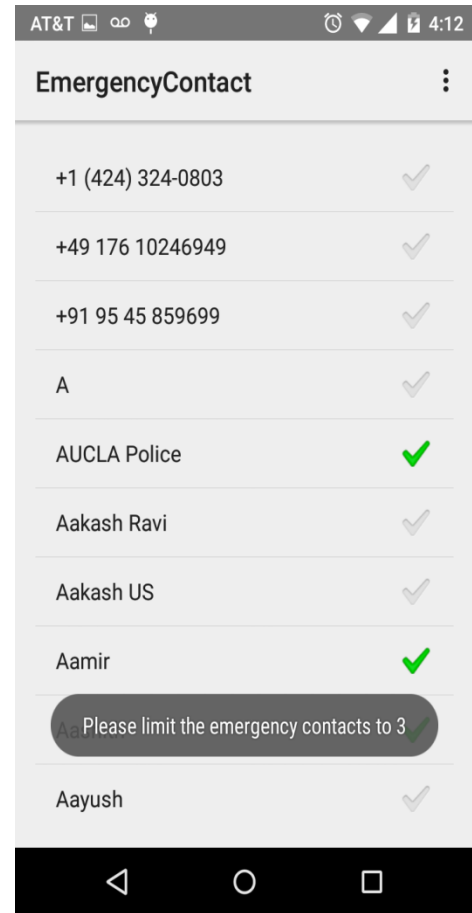 AT&T 4:12
EmergencyContact
+1 (424) 324-0803
+49 176 10246949
+91 95 45 859699
A
AUCLA Police
Aakash Ravi
Aakash US
Aamir
Please limit the emergency contacts to 3
Aayush